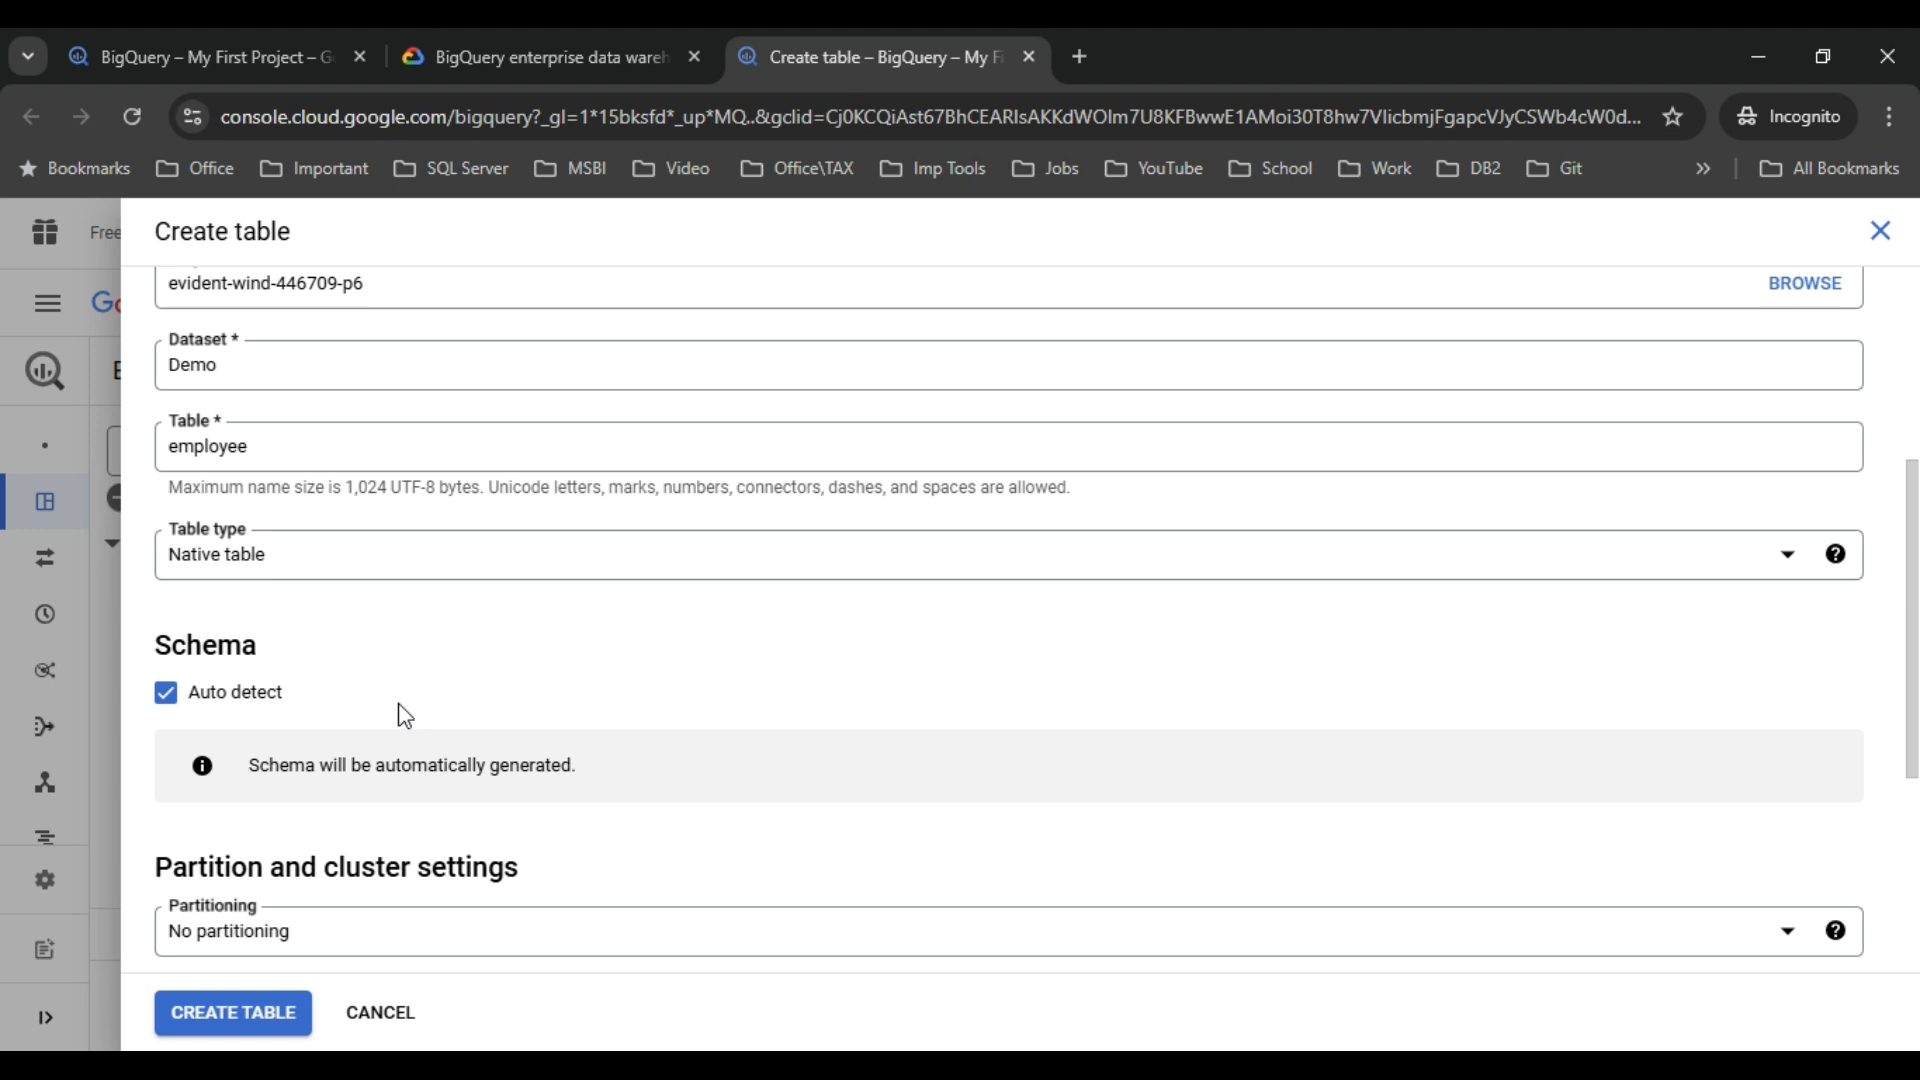 BigQuery – My First Project – G
BigQuery enterprise data wareh
Create table – BigQuery – My Fi
console.cloud.google.com/bigquery?_gl=1*15bksfd*_up*MQ..&gclid=Cj0KCQiAst67BhCEARIsAKKdWOlm7U8KFBwwE1AMoi30T8hw7VlicbmjFgapcVJyCSWb4cW0d...
Incognito
Bookmarks
Office
Important
SQL Server
MSBI
Video
Office\TAX
Imp Tools
Jobs
YouTube
School
Work
DB2
Git
All Bookmarks
Free
Create table
Go
evident-wind-446709-p6
BROWSE
Dataset *
Demo
Table *
employee
Maximum name size is 1,024 UTF-8 bytes. Unicode letters, marks, numbers, connectors, dashes, and spaces are allowed.
Table type
Native table
Schema
Auto detect
Schema will be automatically generated.
Partition and cluster settings
Partitioning
No partitioning
CREATE TABLE
CANCEL